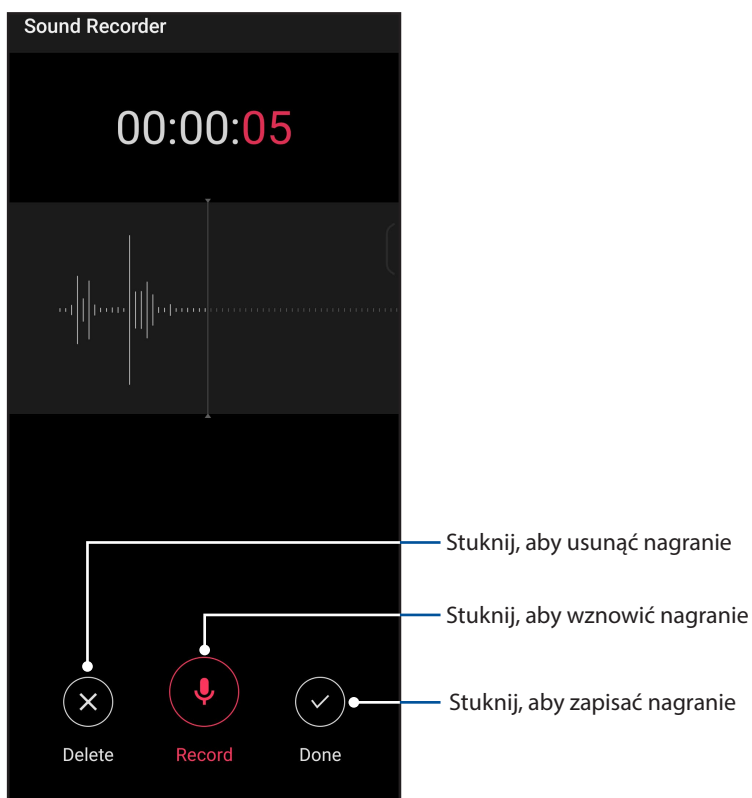 Sound Recorder
00:00:05
Stuknij, aby usunąć nagranie
Stuknij, aby wznowić nagranie
Stuknij, aby zapisać nagranie
Delete Record Done